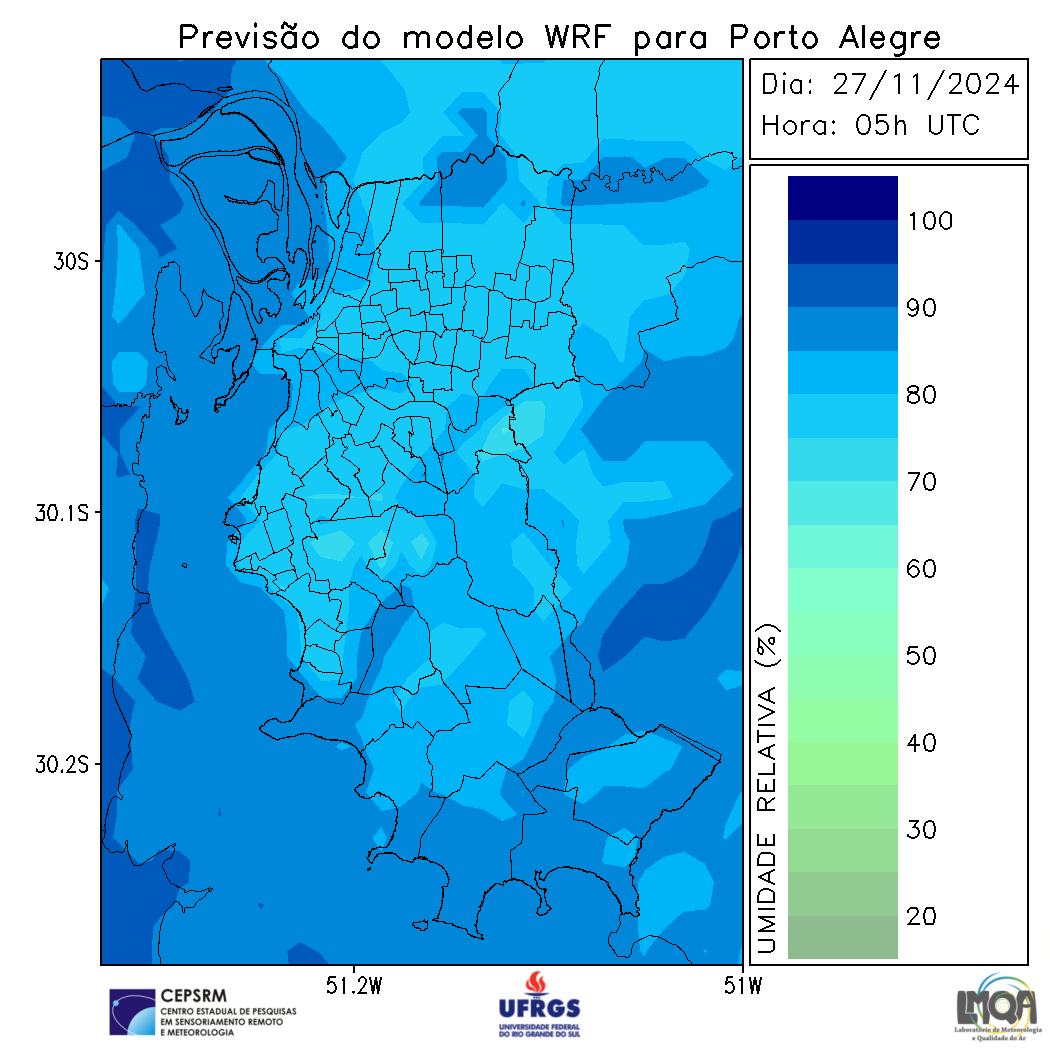 Previsão do modelo WRF para Porto Alegre
Dia: 27/11/2024
Hora: 05h UTC
30S
30.1S
30.2S
51.2W
51W
100
90
80
70
60
50
40
30
20
UMIDADE RELATIVA (%)
CEPSRM
CENTRO ESTADUAL DE PESQUISAS
EM SENSORIAMENTO REMOTO
E METEOROLOGIA
UFRGS
UNIVERSIDADE FEDERAL
DO RIO GRANDE DO SUL
LMQA
Laboratório de Meteorologia
e Qualidade do Ar